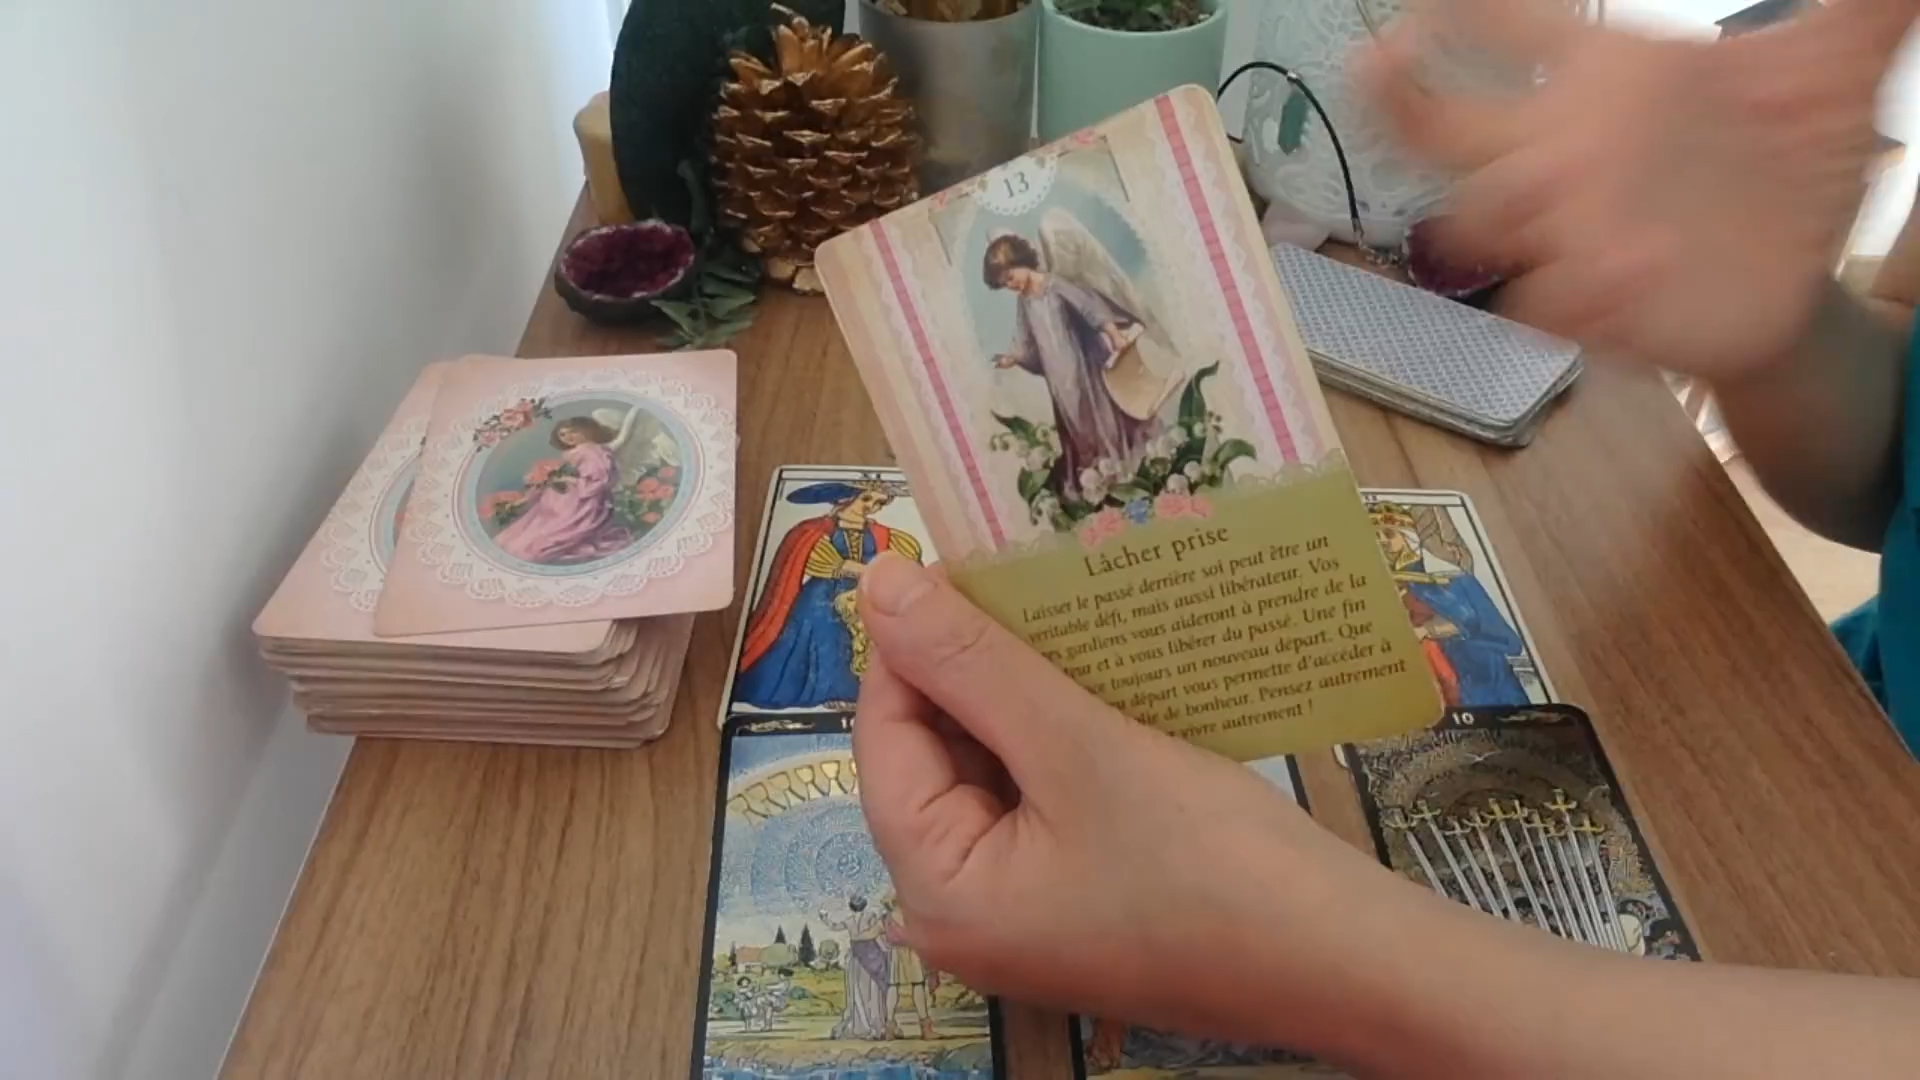 13
XI
Lâcher prise
Laisser le passé derrière soi peut être un
véritable défi, mais aussi libérateur. Vos
gardiens vous aideront à prendre de la
et à vous libérer du passé. Une fin
toujours un nouveau départ. Que
départ vous permette d'accéder à
de bonheur. Pensez autrement
vivre autrement !
10